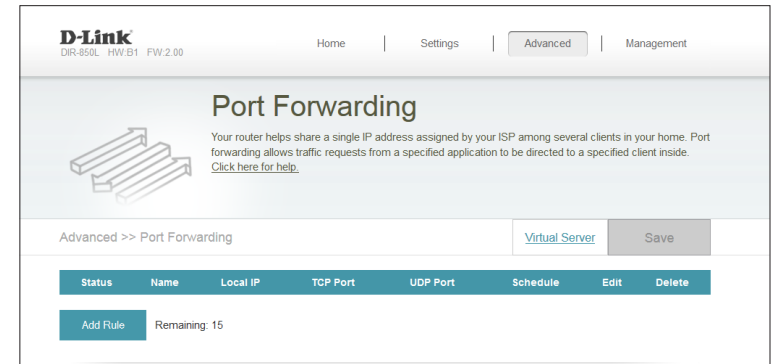 D-Link
DIR-850L HW:B1 FW:2.00
Home Settings Advanced Management
Port Forwarding
Your router helps share a single IP address assigned by your ISP among several clients in your home. Port
forwarding allows traffic requests from a specified application to be directed to a specified client inside.
Click here for help.
Advanced >> Port Forwarding Virtual Server Save
Status Name Local IP TCP Port UDP Port Schedule Edit Delete
Add Rule Remaining: 15